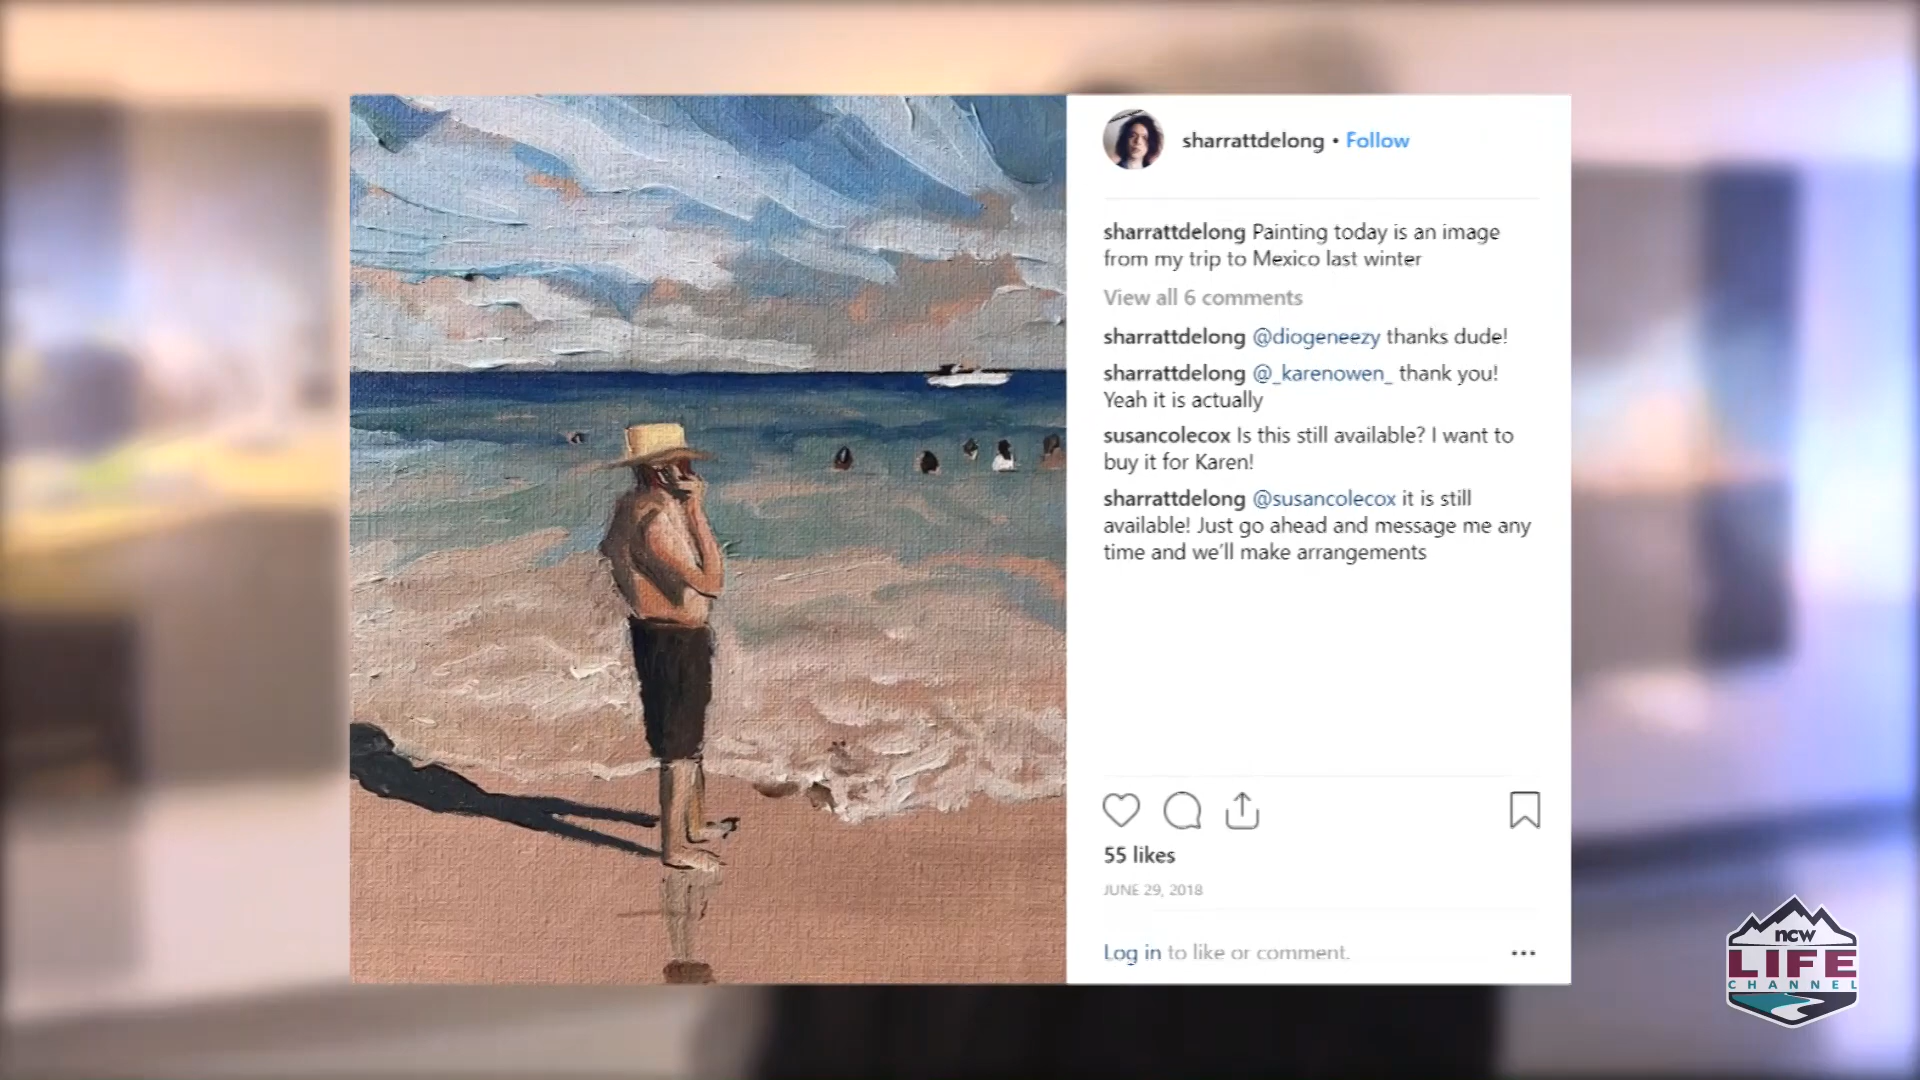 sharrattdelong • Follow
sharrattdelong Painting today is an image
from my trip to Mexico last winter
View all 6 comments
sharrattdelong @diogeneezy thanks dude!
sharrattdelong @_karenowen_ thank you!
Yeah it is actually
susancolecox Is this still available? I want to
buy it for Karen!
sharrattdelong @susancolecox it is still
available! Just go ahead and message me any
time and we'll make arrangements
55 likes
JUNE 29, 2018
Log in to like or comment.
ncw
LIFE
CHANNEL